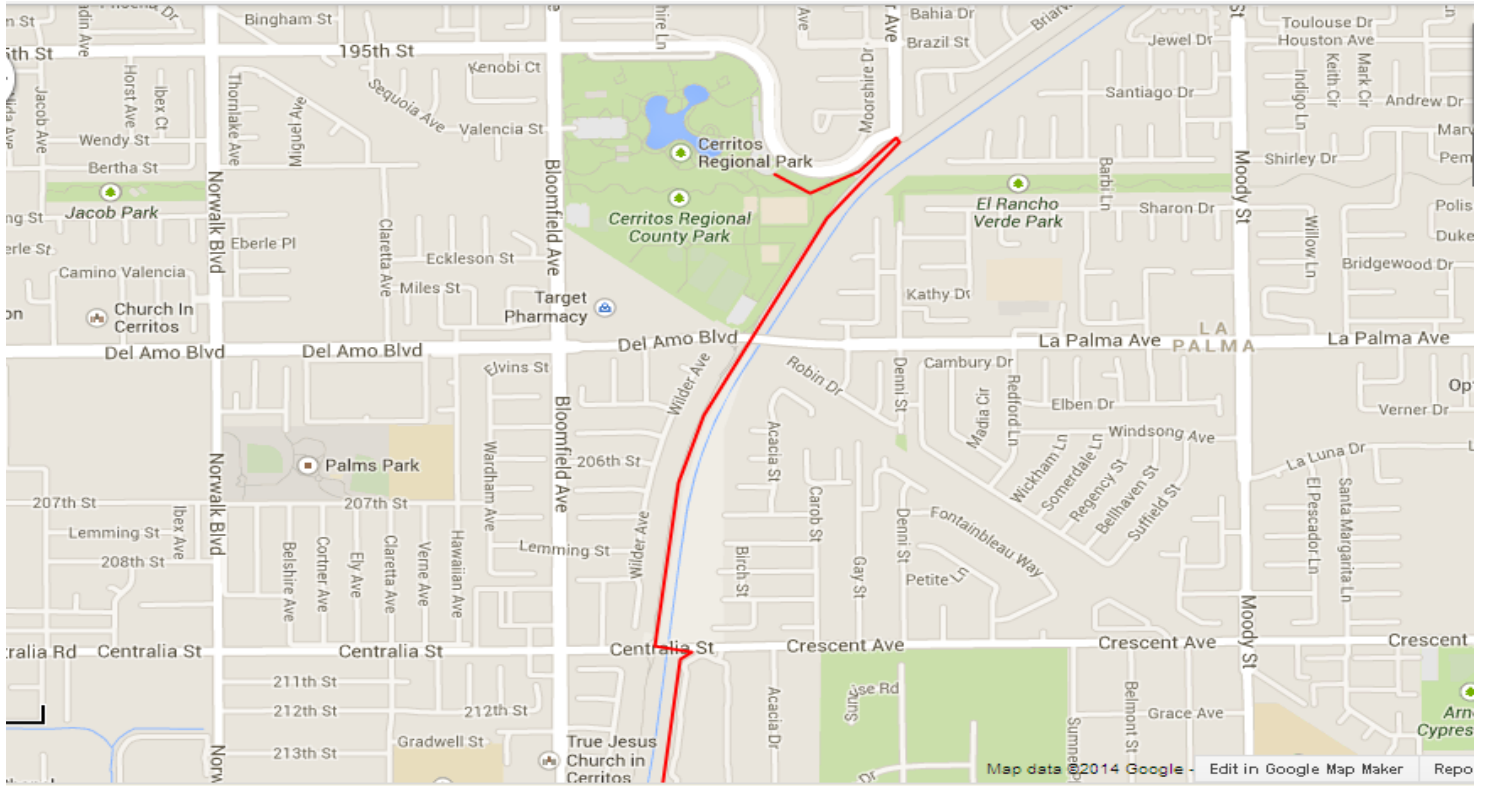 Bingham St
195th St
Kenobi Ct
Sequoia Ave
Valencia St
Jacob Ave
Horst Ave
Ibex Ct
Thornlake Ave
Miguel Ave
Wendy St
Bertha St
Jacob Park
Norwalk Blvd
Bloomfield Ave
Cerritos
Regional Park
Cerritos Regional
County Park
Bahia Dr
Brazil St
Moorshire Dr
Jewel Dr
Toulouse Dr
Houston Ave
Keith Cir
Mark Cir
Indigo Ln
Santiago Dr
Andrew Dr
Shirley Dr
Moody St
Barbi Ln
El Rancho
Verde Park
Sharon Dr
Willow Ln
Bridgewood Dr
Eberle Pl
Claretta Ave
Eckleson St
Camino Valencia
Miles St
Church In
Cerritos
Target
Pharmacy
Kathy Dr
Del Amo Blvd
Del Amo Blvd
Del Amo Blvd
La Palma Ave
LA
PALMA
La Palma Ave
Elvins St
Wilder Ave
Robin Dr
Denni St
Cambury Dr
Madia Cir
Redford Ln
Elben Dr
Verner Dr
Windsong Ave
Bloomfield Ave
Acacia St
Wickham Ln
Somerdale Ln
Regency St
Bellhaven St
Suffield St
La Luna Dr
Palms Park
Wardham Ave
206th St
Norwalk Blvd
207th St
207th St
Ibex Ave
Carob St
El Pescador Ln
Santa Margarita Ln
Lemming St
Lemming St
Wilder Ave
Denni St
Fontainbleau Way
208th St
Belshire Ave
Cortner Ave
Ely Ave
Claretta Ave
Verne Ave
Hawaiian Ave
Birch St
Gay St
Petite Ln
Moody St
Centralia St
Centralia St
Centralia St
Crescent Ave
Crescent Ave
Crescent
211th St
212th St
212th St
Acacia Dr
Belmont St
Grace Ave
213th St
Gradwell St
True Jesus
Church in
Cerritos
Map data ©2014 Google - Edit in Google Map Maker